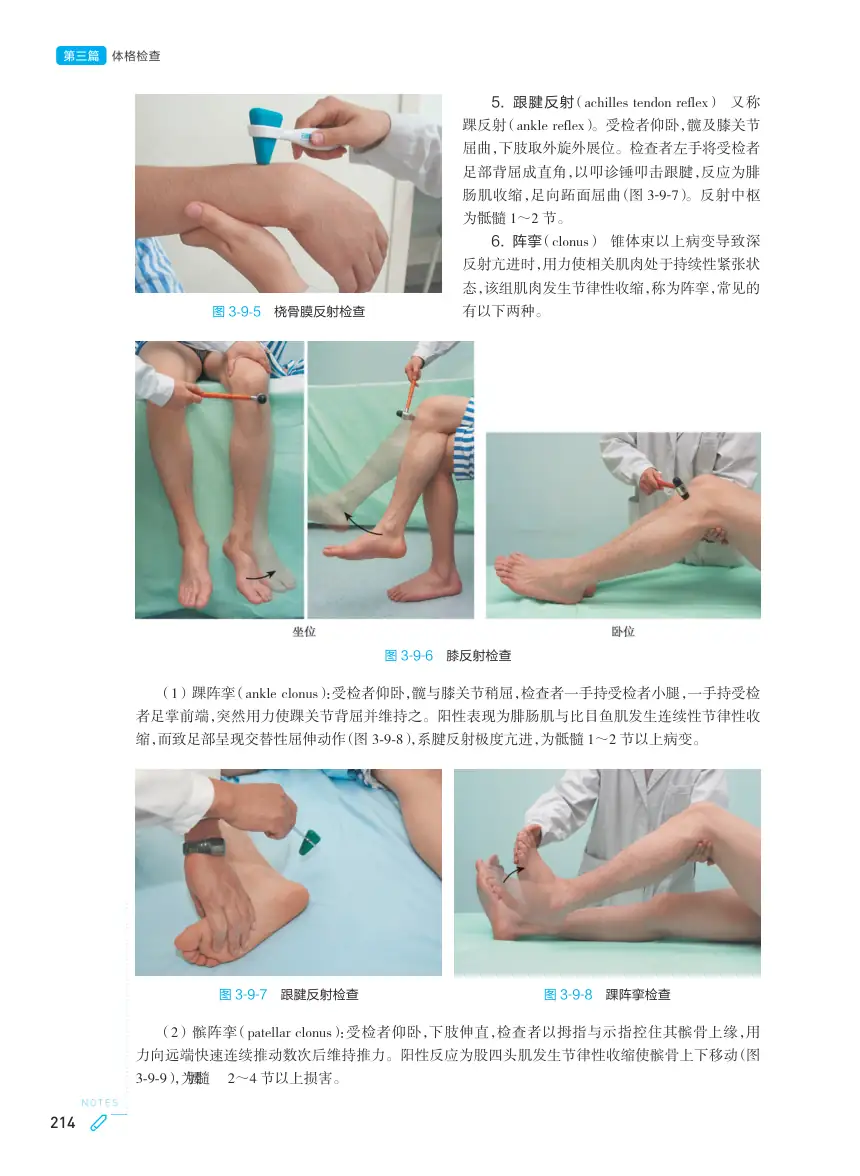 第三篇 体格检查
5. 跟腱反射(achilles tendon reflex) 又称
踝反射(ankle reflex)。受检者仰卧,髋及膝关节
屈曲,下肢取外旋外展位。检查者左手将受检者
足部背屈成直角,以叩诊锤叩击跟腱,反应为腓
肠肌收缩,足向跖面屈曲(图 3-9-7)。反射中枢
为骶髓 1～2 节。
6. 阵挛(clonus) 锥体束以上病变导致深
反射亢进时,用力使相关肌肉处于持续性紧张状
态,该组肌肉发生节律性收缩,称为阵挛,常见的
有以下两种。
图 3-9-5 桡骨膜反射检查
坐位
卧位
图 3-9-6 膝反射检查
(1)踝阵挛(ankle clonus):受检者仰卧,髋与膝关节稍屈,检查者一手持受检者小腿,一手持受检
者足掌前端,突然用力使踝关节背屈并维持之。阳性表现为腓肠肌与比目鱼肌发生连续性节律性收
缩,而致足部呈现交替性屈伸动作(图 3-9-8),系腱反射极度亢进,为骶髓 1～2 节以上病变。
图 3-9-7 跟腱反射检查
图 3-9-8 踝阵挛检查
(2)髌阵挛(patellar clonus):受检者仰卧,下肢伸直,检查者以拇指与示指控住其髌骨上缘,用
力向远端快速连续推动数次后维持推力。阳性反应为股四头肌发生节律性收缩使髌骨上下移动(图
3-9-9),为髓 2～4 节以上损害。
NOTES
214